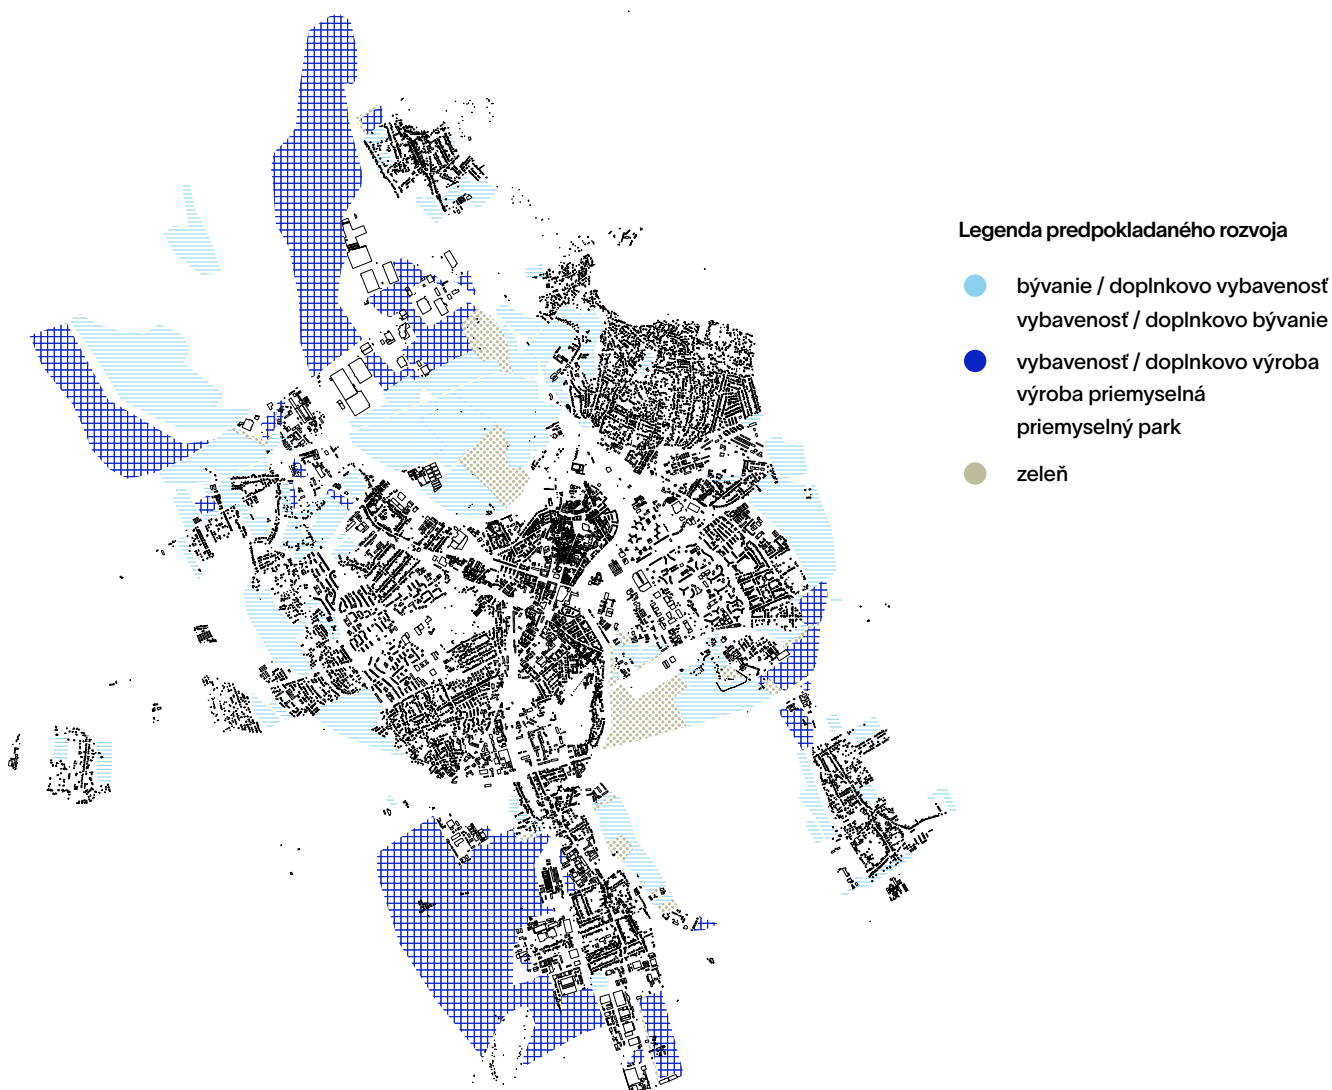 Legenda predpokladaného rozvoja
bývanie / doplnkovo vybavenosť
vybavenosť / doplnkovo bývanie
vybavenosť / doplnkovo výroba
výroba priemyselná
priemyselný park
zeleň